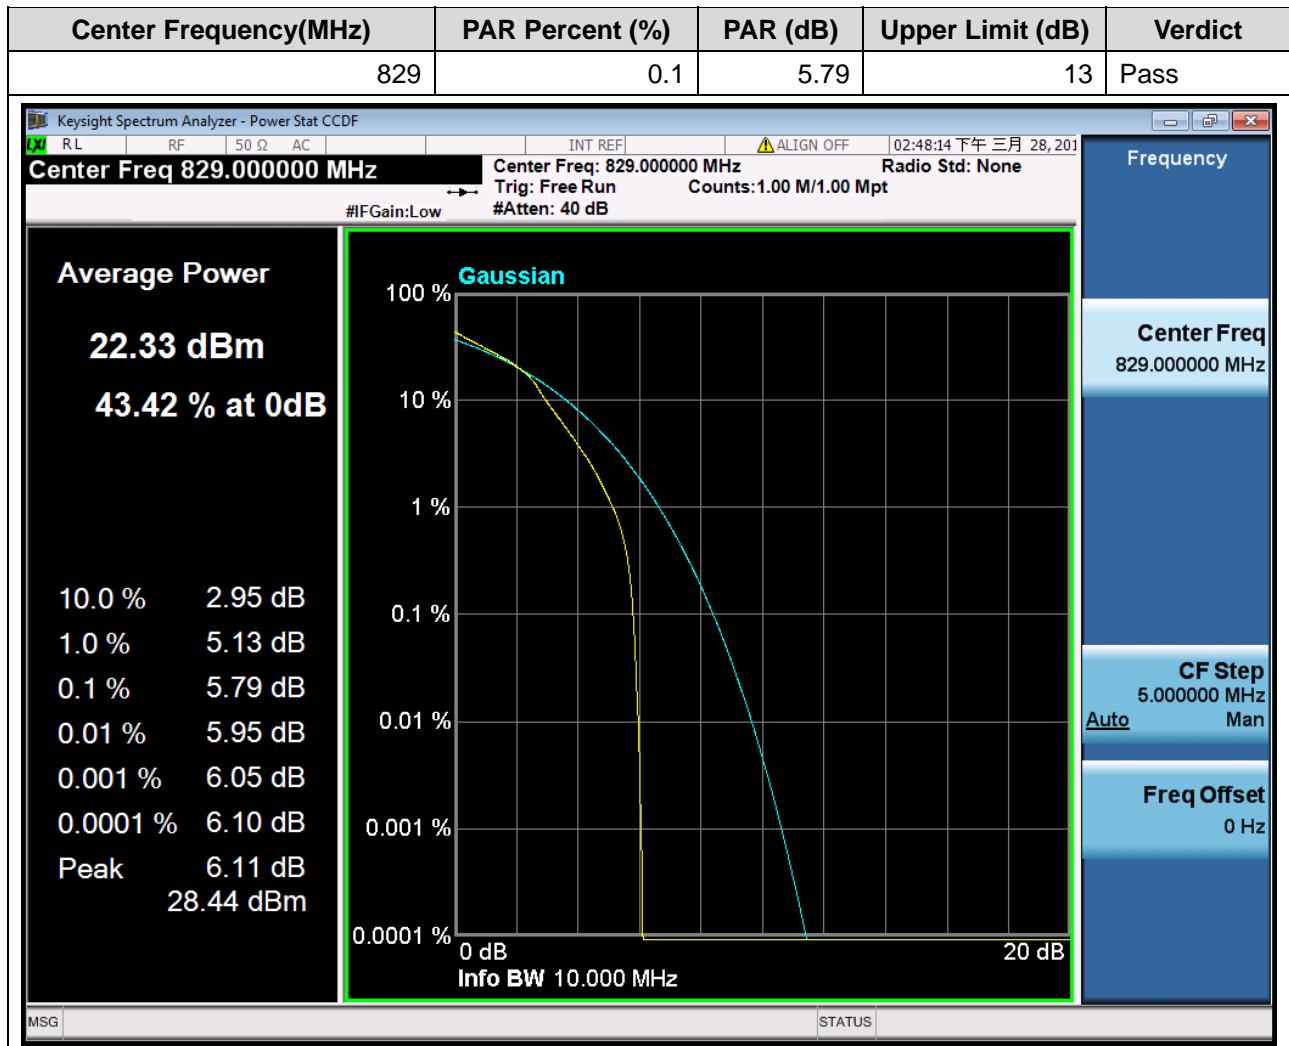 Center Frequency(MHz) PAR Percent (%) PAR (dB) Upper Limit (dB) Verdict
829 0.1 5.79 13 Pass
Keysight Spectrum Analyzer - Power Stat CCDF
LXI RL RF 50 Ω AC INT REF ALIGN OFF 02:48:14 下午 三月 28, 201
Center Freq 829.000000 MHz
Center Freq: 829.000000 MHz Radio Std: None
Trig: Free Run Counts:1.00 M/1.00 Mpt
#IFGain:Low #Atten: 40 dB
Average Power
22.33 dBm
43.42 % at 0dB
10.0 % 2.95 dB
1.0 % 5.13 dB
0.1 % 5.79 dB
0.01 % 5.95 dB
0.001 % 6.05 dB
0.0001 % 6.10 dB
Peak 6.11 dB
28.44 dBm
Gaussian
100 %
10 %
1 %
0.1 %
0.01 %
0.001 %
0.0001 %
0 dB 20 dB
Info BW 10.000 MHz
Frequency
Center Freq
829.000000 MHz
CF Step
5.000000 MHz
Auto Man
Freq Offset
0 Hz
MSG STATUS